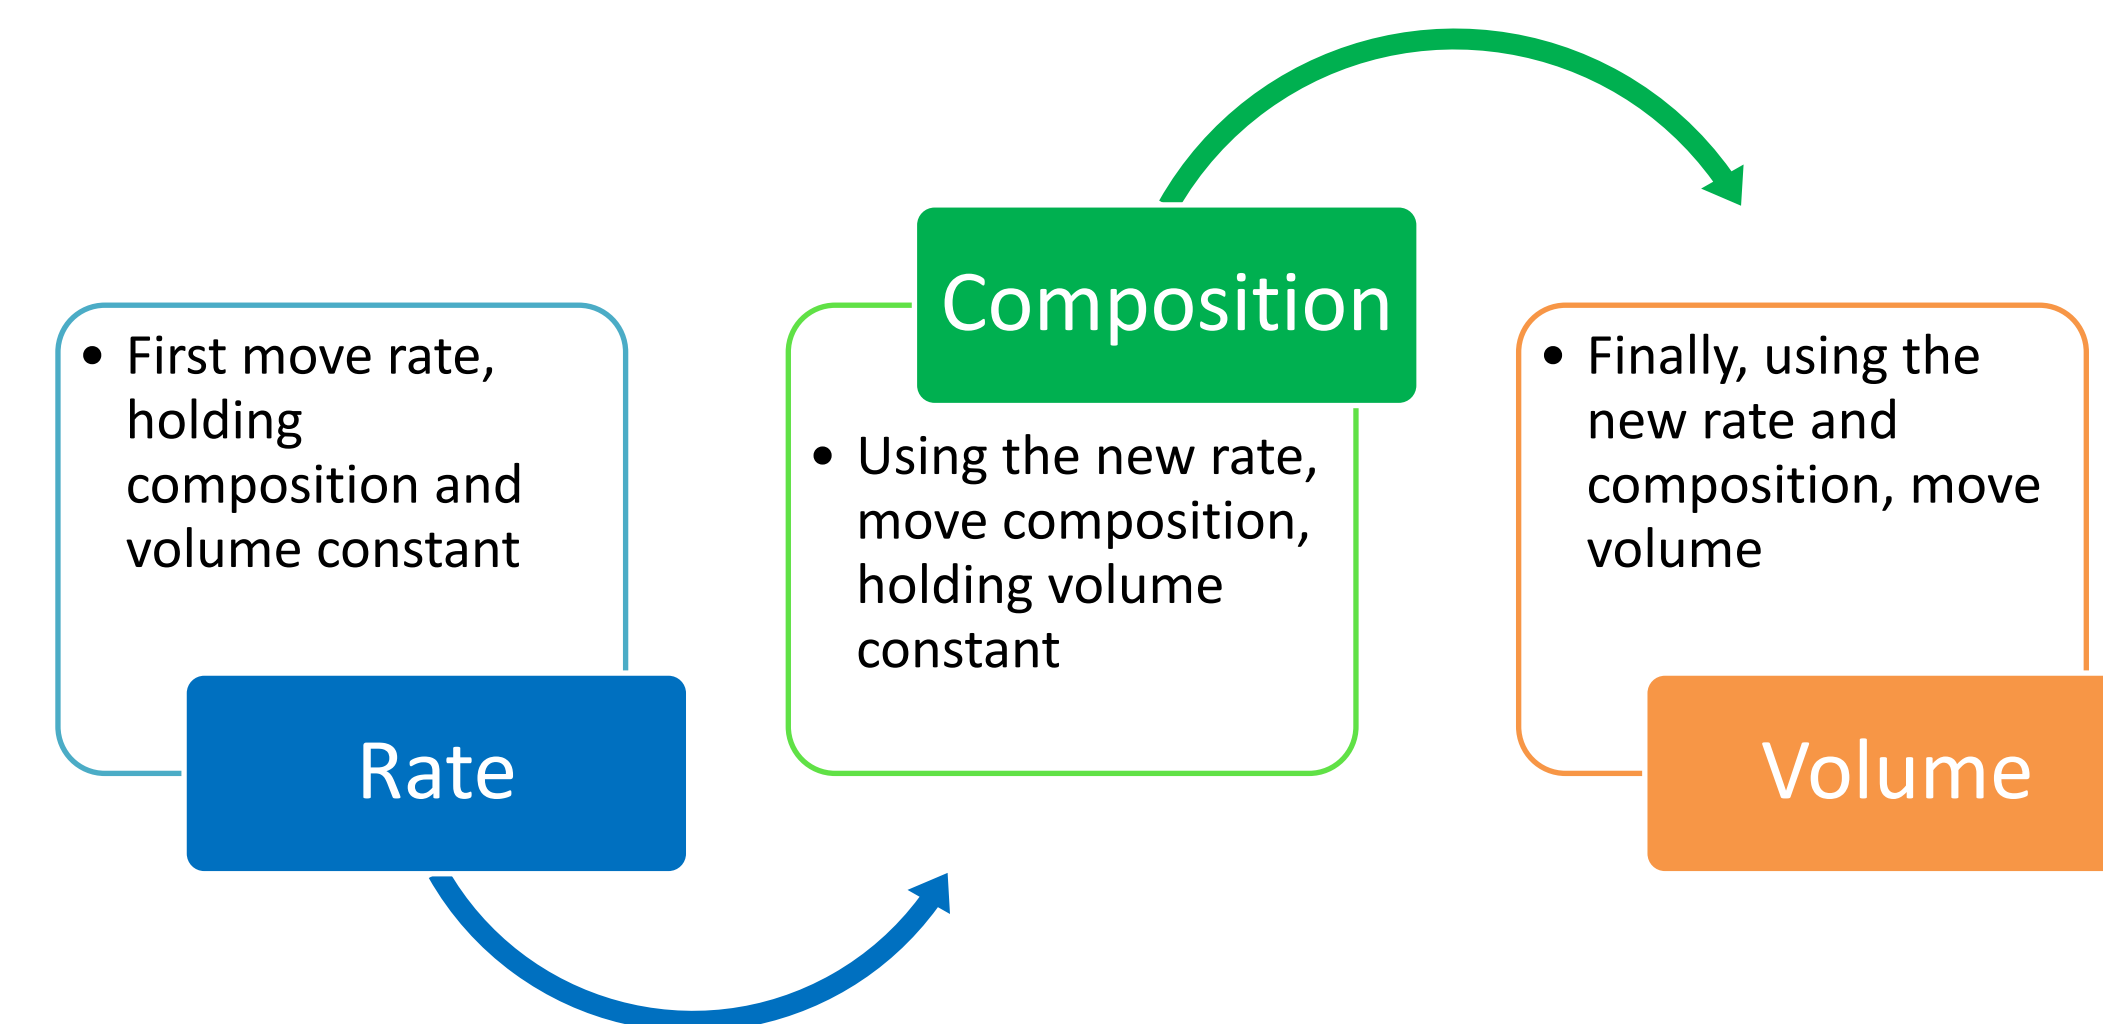 • First move rate,
holding
composition and
volume constant
Rate
Composition
• Using the new rate,
move composition,
holding volume
constant
• Finally, using the
new rate and
composition, move
volume
Volume